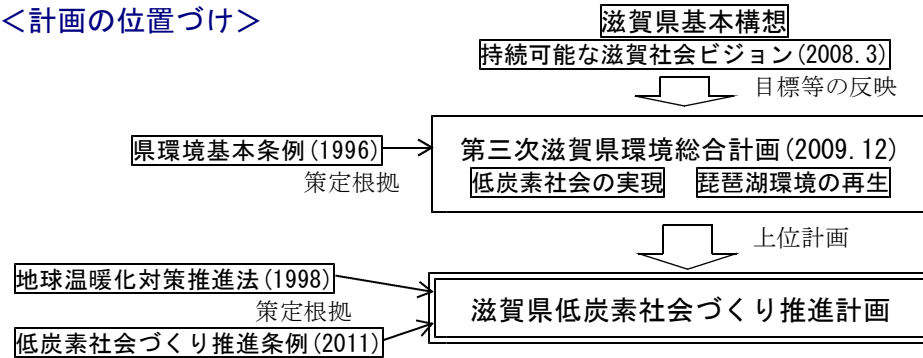 ＜計画の位置づけ＞
滋賀県基本構想
持続可能な滋賀社会ビジョン(2008.3)
目標等の反映
県環境基本条例(1996)
策定根拠
第三次滋賀県環境総合計画(2009.12)
低炭素社会の実現 琵琶湖環境の再生
上位計画
地球温暖化対策推進法(1998)
策定根拠
低炭素社会づくり推進条例(2011)
滋賀県低炭素社会づくり推進計画